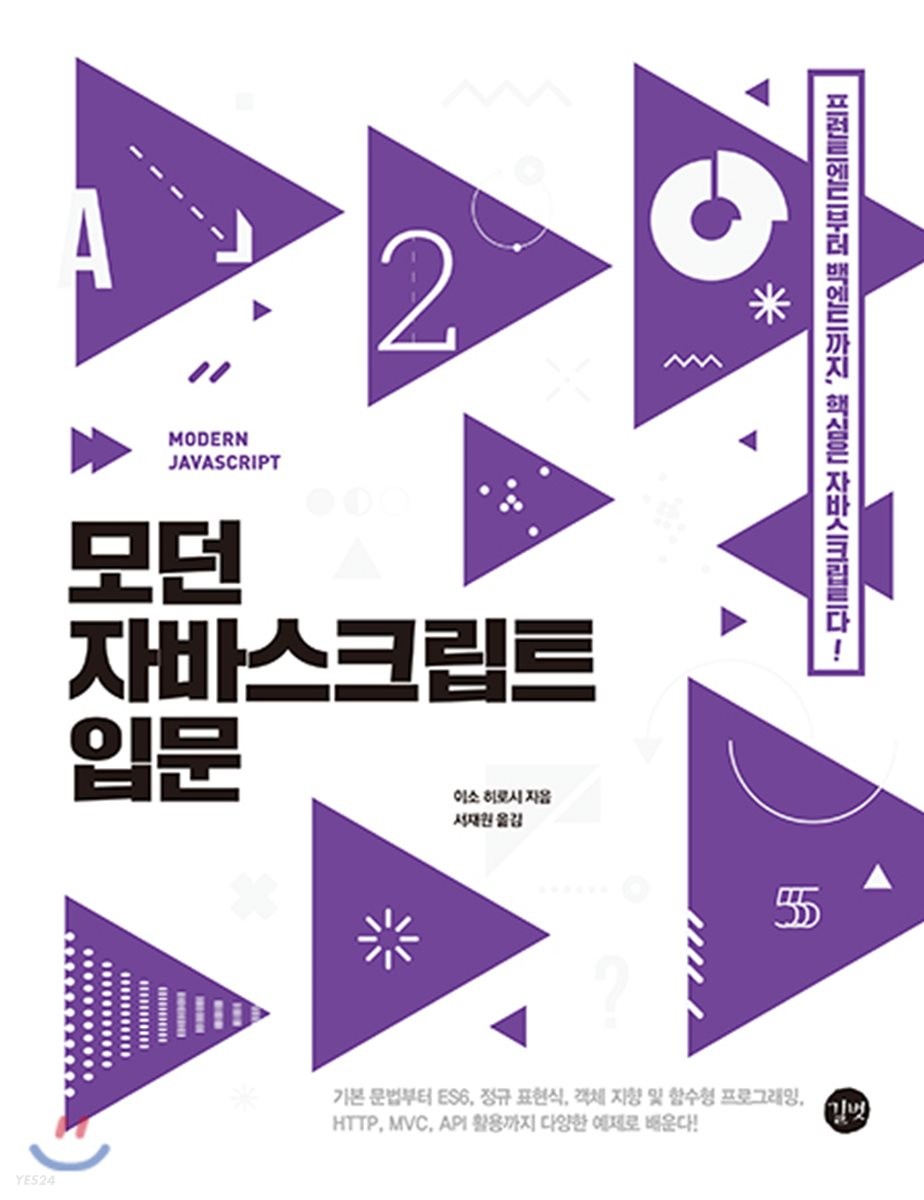 프런트엔드부터 백엔드까지, 핵심은 자바스크립트다!
A
2
MODERN
JAVASCRIPT
모던
자바스크립트
입문
이소 히로시 지음
서재원 옮김
555
?
기본 문법부터 ES6, 정규 표현식, 객체 지향 및 함수형 프로그래밍,
HTTP, MVC, API 활용까지 다양한 예제로 배운다!
길벗
YES24